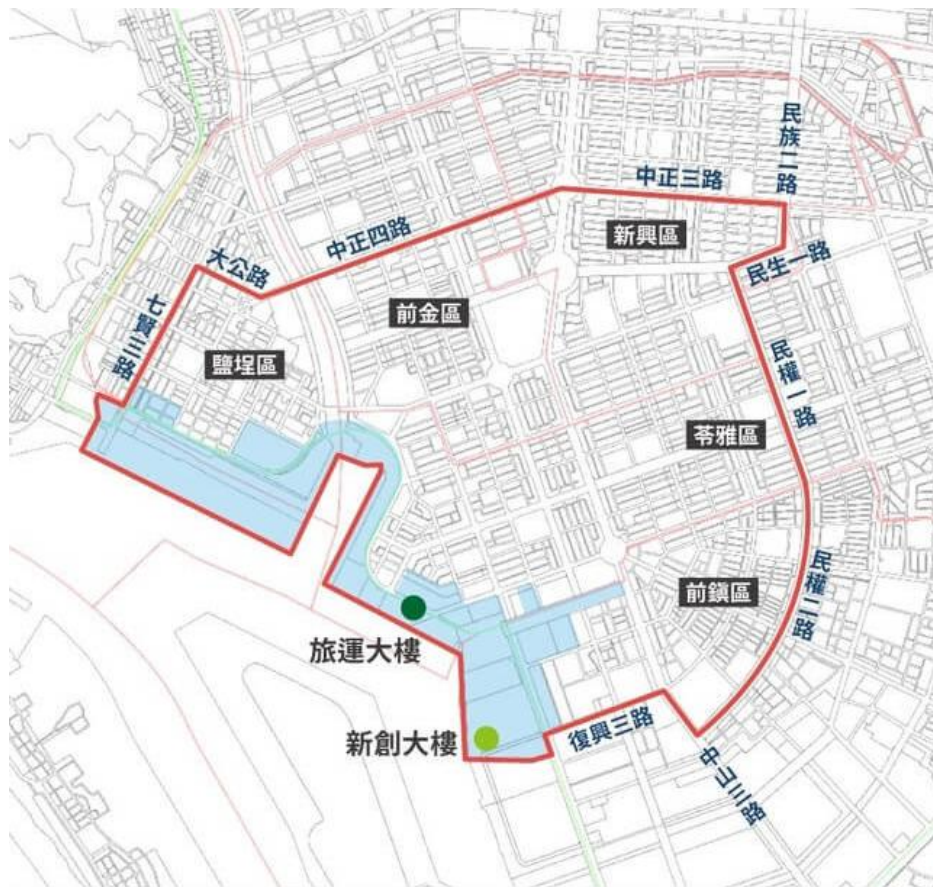 民族二路
中正三路
新興區
中正四路
民生一路
大公路
前金區
七賢三路
鹽埕區
民權一路
苓雅區
民權二路
前鎮區
旅運大樓
復興三路
新創大樓
中山三路